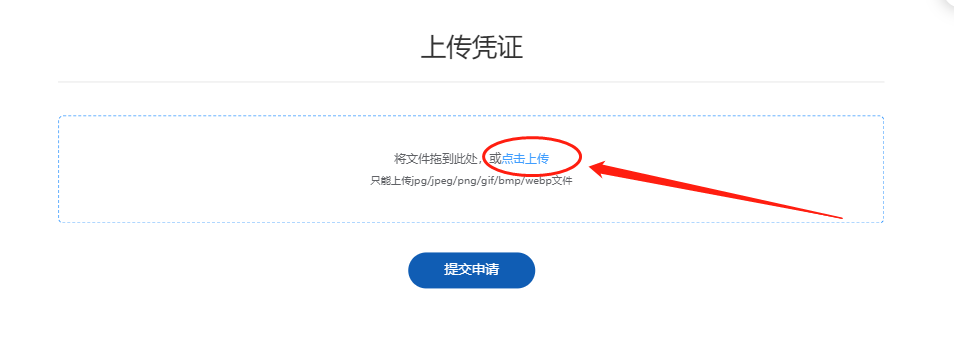 上传凭证
将文件拖到此处，或点击上传
只能上传jpg/jpeg/png/gif/bmp/webp文件
提交申请